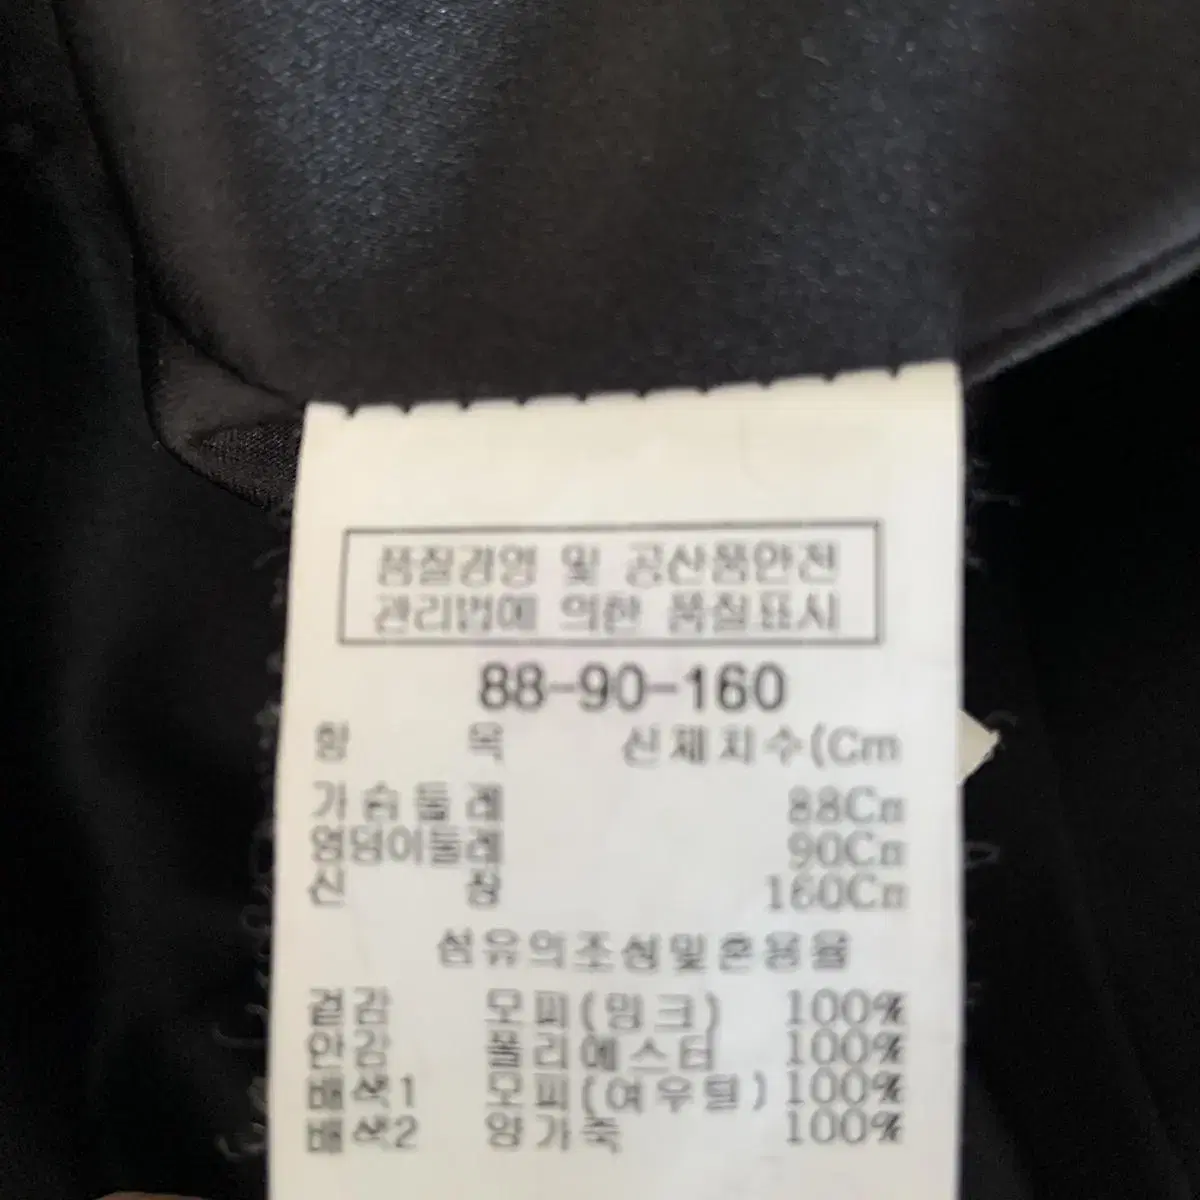 품질경영 및 공산품안전
관리법에 의한 품질표시
88-90-160
항 목 신체치수(Cm
가슴둘레 88Cm
엉덩이둘레 90Cm
신 장 160Cm
섬유의조성및혼용율
겉감 모피(밍크) 100%
안감 폴리에스터 100%
배색1 모피(여우털) 100%
배색2 양가죽 100%